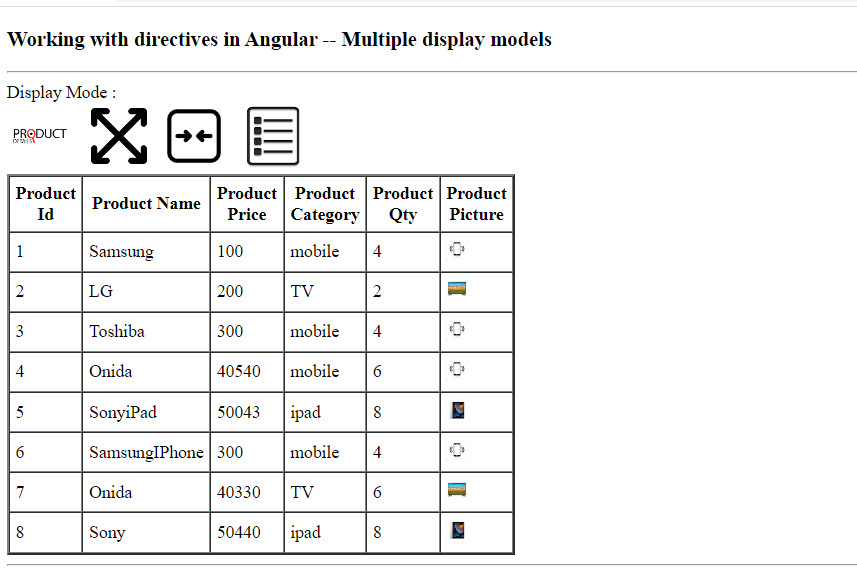 Working with directives in Angular -- Multiple display models
Display Mode :
PRODUCT
DETAILS
Product Id Product Name Product Price Product Category Product Qty Product Picture
1 Samsung 100 mobile 4
2 LG 200 TV 2
3 Toshiba 300 mobile 4
4 Onida 40540 mobile 6
5 SonyiPad 50043 ipad 8
6 SamsungIPhone 300 mobile 4
7 Onida 40330 TV 6
8 Sony 50440 ipad 8